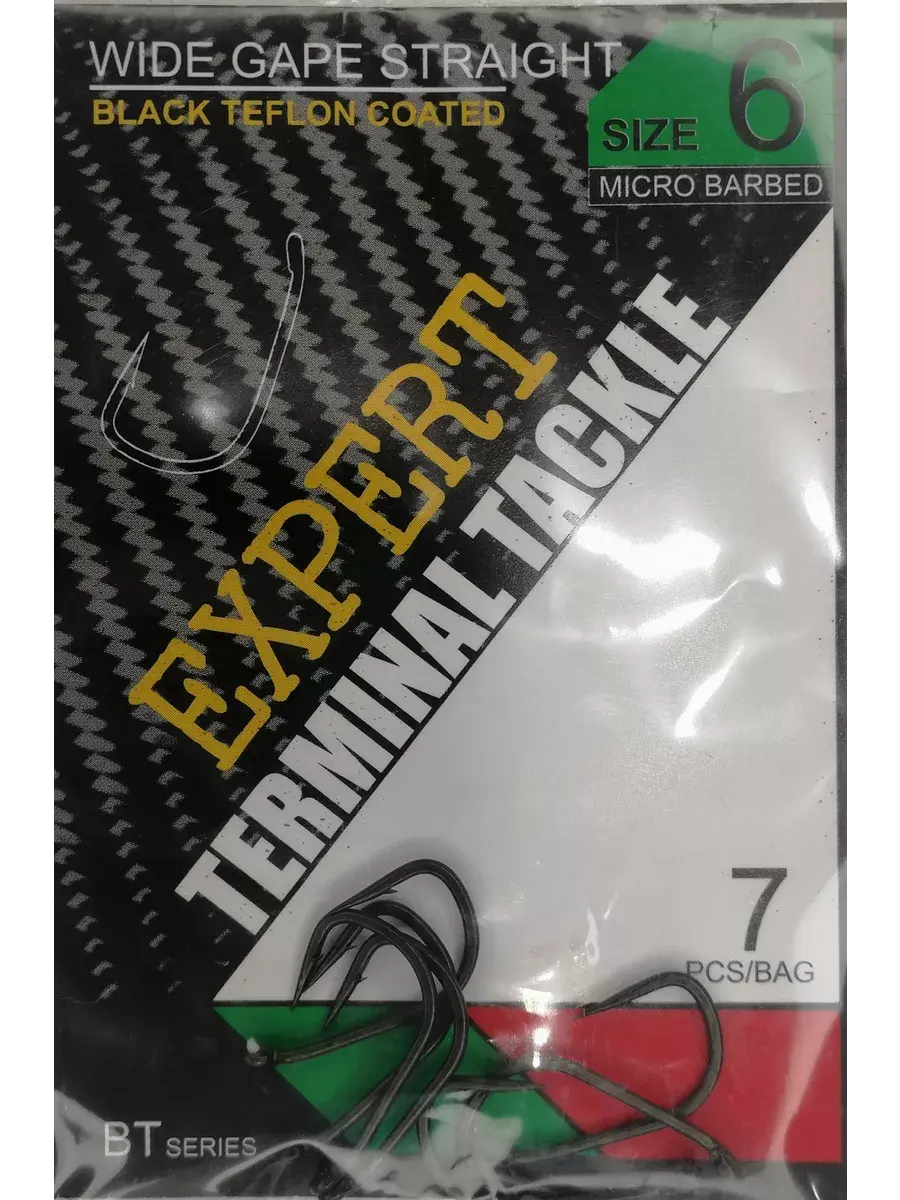 WIDE GAPE STRAIGHT
BLACK TEFLON COATED
SIZE 6
MICRO BARBED
EXPERT
TERMINAL TACKLE
7
PCS/BAG
BT SERIES